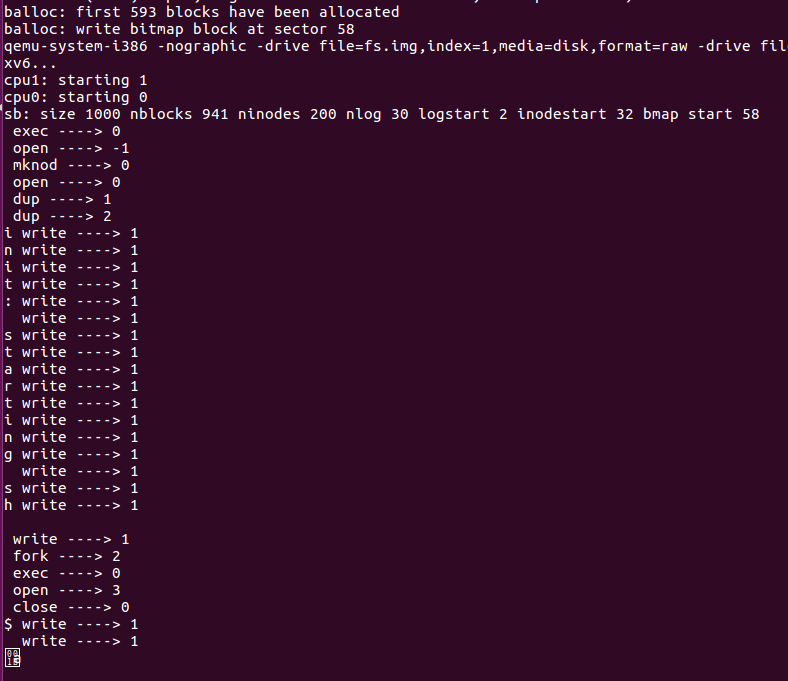 balloc: first 593 blocks have been allocated
balloc: write bitmap block at sector 58
qemu-system-i386 -nographic -drive file=fs.img,index=1,media=disk,format=raw -drive fil
xv6...
cpu1: starting 1
cpu0: starting 0
sb: size 1000 nblocks 941 ninodes 200 nlog 30 logstart 2 inodestart 32 bmap start 58
exec ----> 0
open ----> -1
mknod ----> 0
open ----> 0
dup ----> 1
dup ----> 2
i write ----> 1
n write ----> 1
i write ----> 1
t write ----> 1
: write ----> 1
write ----> 1
s write ----> 1
t write ----> 1
a write ----> 1
r write ----> 1
t write ----> 1
i write ----> 1
n write ----> 1
g write ----> 1
write ----> 1
s write ----> 1
h write ----> 1
write ----> 1
fork ----> 2
exec ----> 0
open ----> 3
close ----> 0
$ write ----> 1
write ----> 1